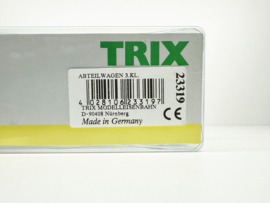 TRIX
ABTEILWAGEN 3.KL.
4 028106 233197
TRIX MODELLEISENBAHN
D-90408 Nürnberg
Made in Germany
23319
CE